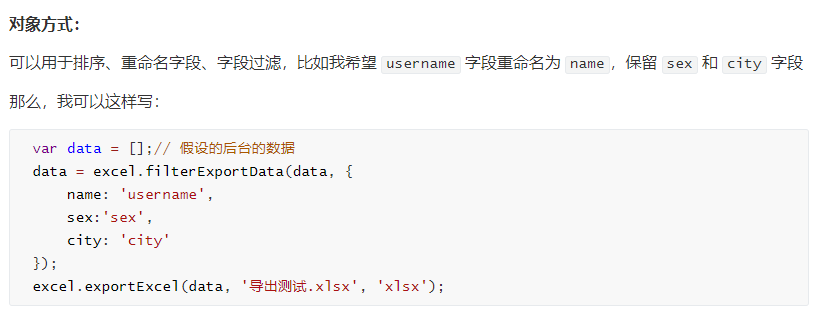 对象方式：
可以用于排序、重命名字段、字段过滤，比如我希望 username 字段重命名为 name，保留 sex 和 city 字段
那么，我可以这样写：
var data = [];// 假设的后台的数据
data = excel.filterExportData(data, {
    name: 'username',
    sex:'sex',
    city: 'city'
});
excel.exportExcel(data, '导出测试.xlsx', 'xlsx');